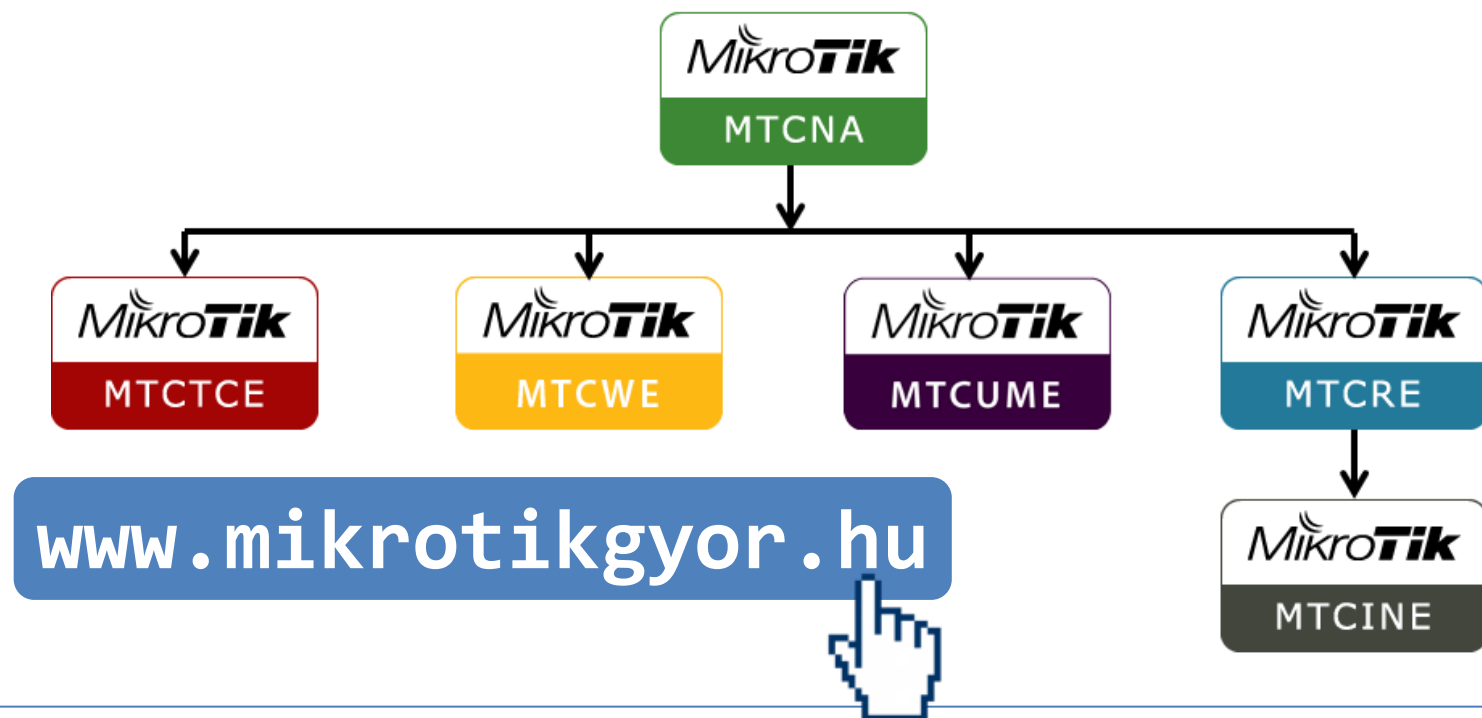 MikroTik
MTCNA
MikroTik
MTCTCE
MikroTik
MTCWE
MikroTik
MTCUME
MikroTik
MTCRE
www.mikrotikgyor.hu
MikroTik
MTCINE